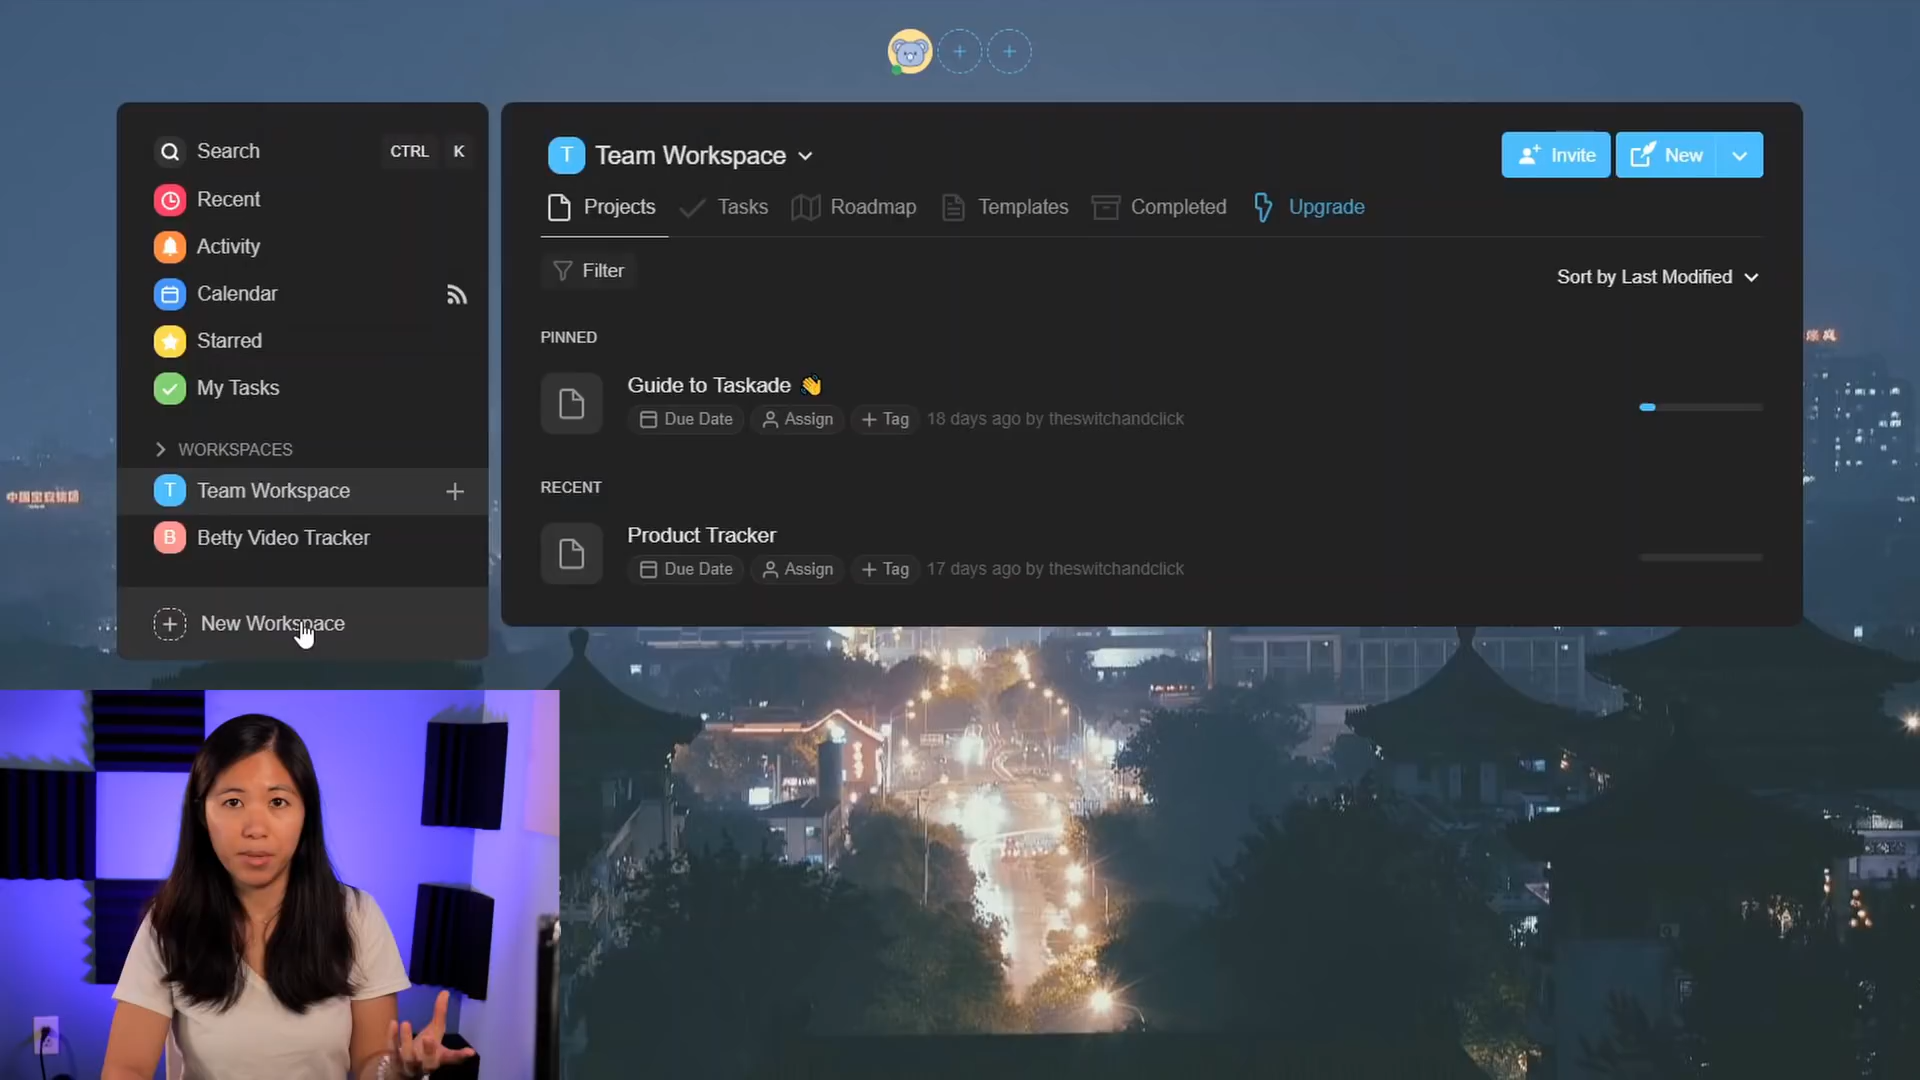 Search CTRL K
Recent
Activity
Calendar
Starred
My Tasks
WORKSPACES
T Team Workspace
B Betty Video Tracker
New Workspace
T Team Workspace
Invite
New
Projects Tasks Roadmap Templates Completed Upgrade
Filter
Sort by Last Modified
PINNED
Guide to Taskade 👋
Due Date Assign + Tag 18 days ago by theswitchandclick
RECENT
Product Tracker
Due Date Assign + Tag 17 days ago by theswitchandclick